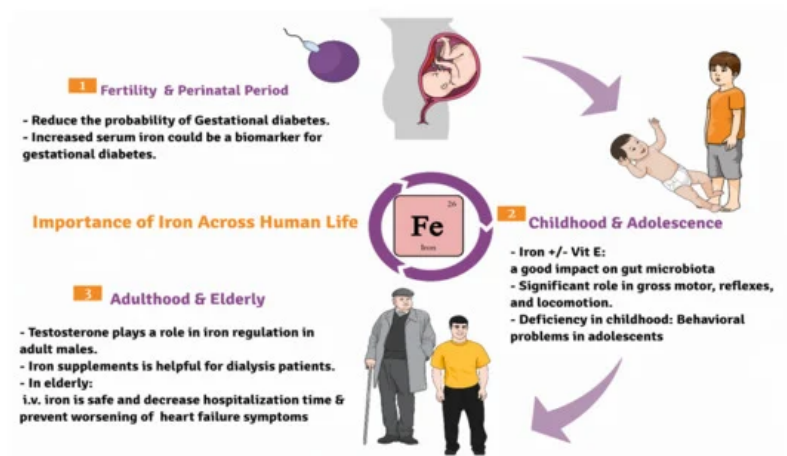 1 Fertility & Perinatal Period
- Reduce the probability of Gestational diabetes.
- Increased serum iron could be a biomarker for
gestational diabetes.
Importance of Iron Across Human Life
26
Fe
Iron
2 Childhood & Adolescence
- Iron +/- Vit E:
a good impact on gut microbiota
- Significant role in gross motor, reflexes,
and locomotion.
- Deficiency in childhood: Behavioral
problems in adolescents
3 Adulthood & Elderly
- Testosterone plays a role in iron regulation in
adult males.
- Iron supplements is helpful for dialysis patients.
- In elderly:
i.v. iron is safe and decrease hospitalization time &
prevent worsening of heart failure symptoms